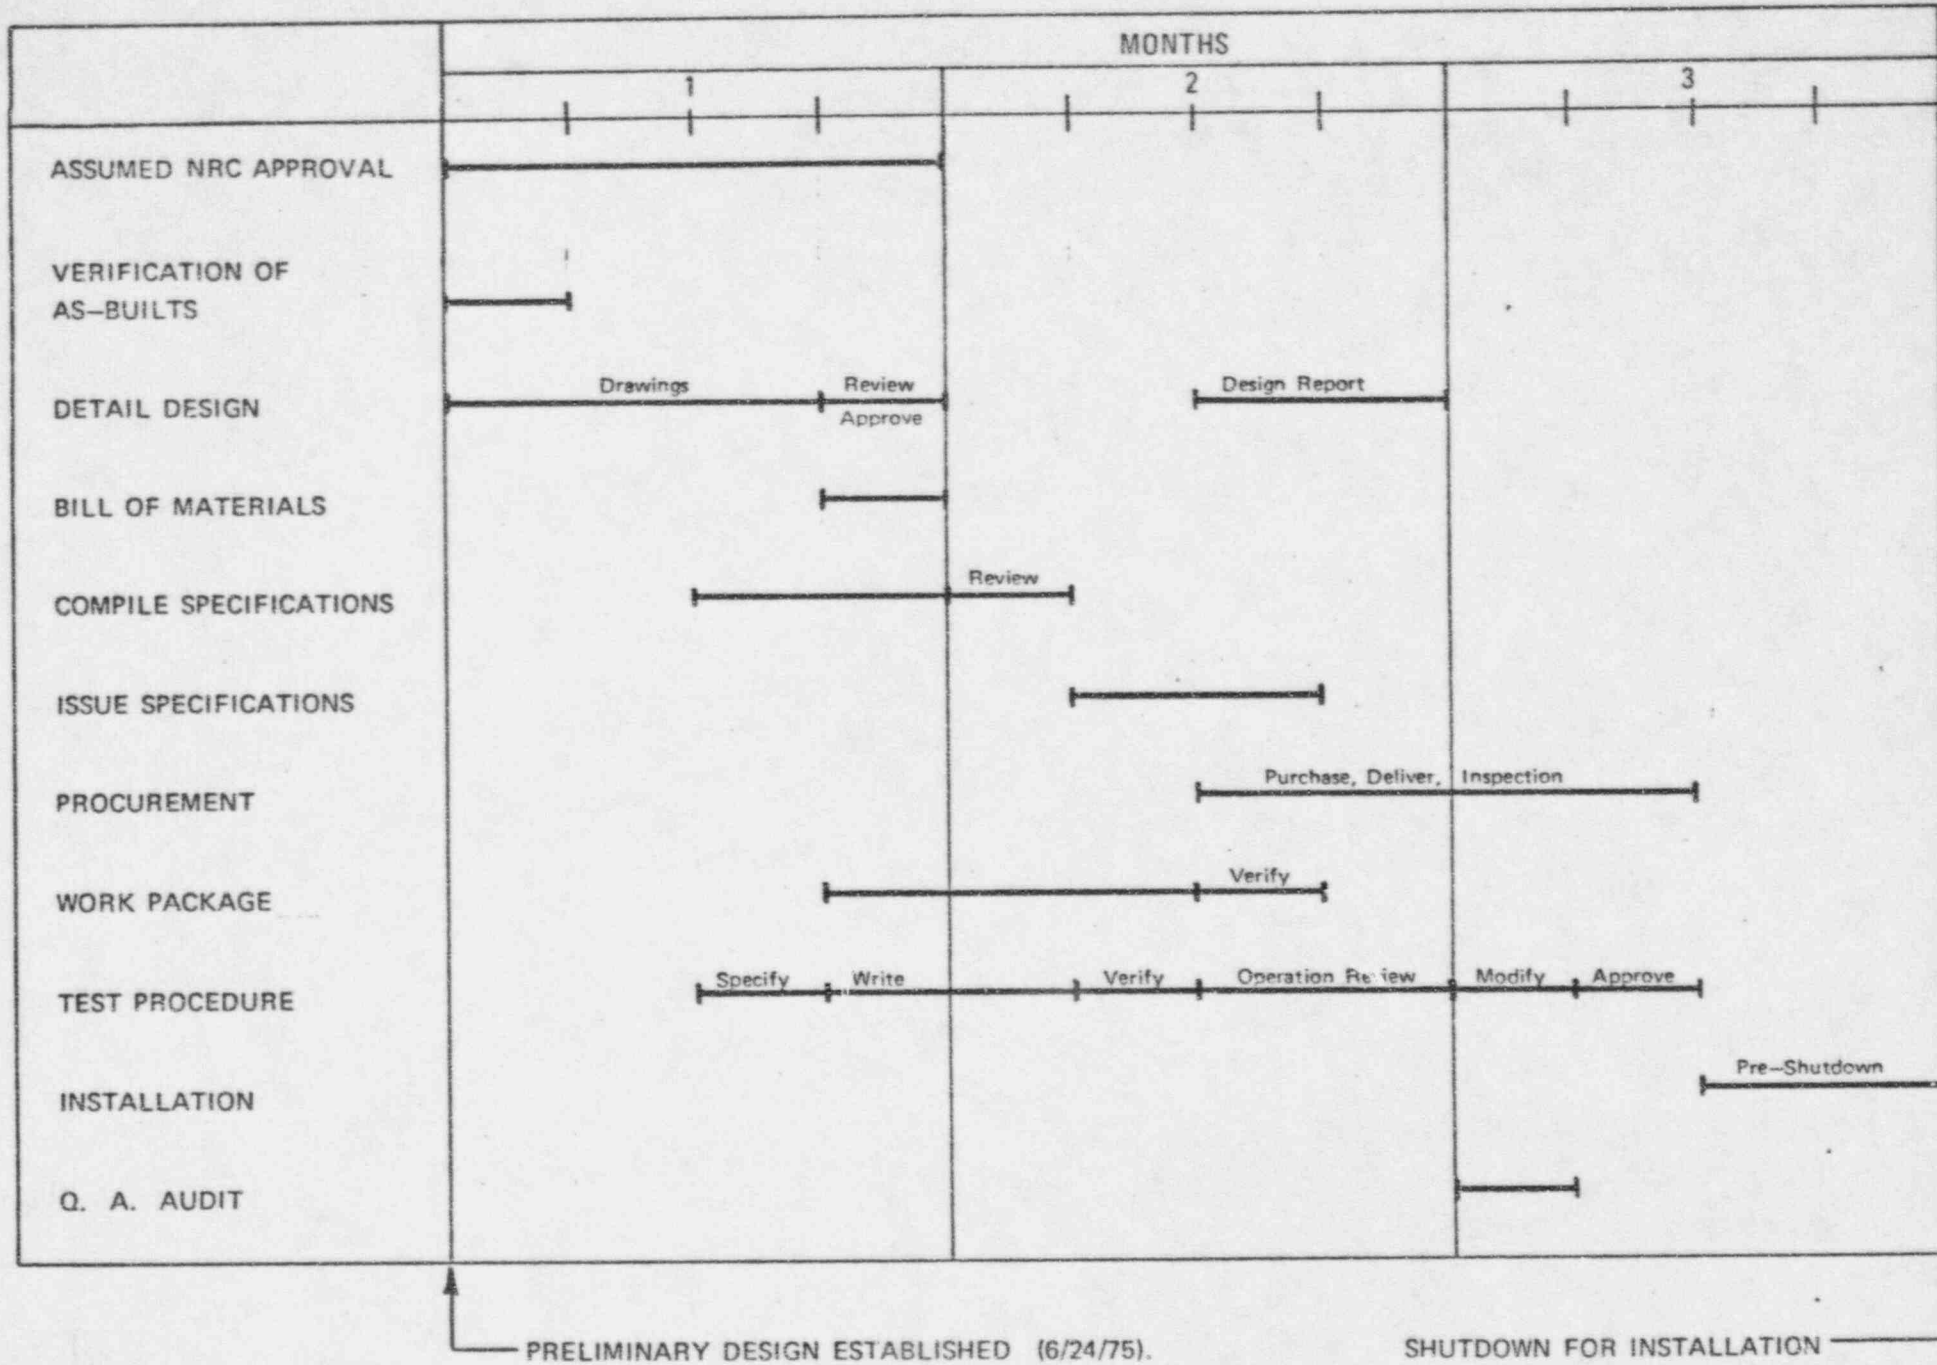 MONTHS
1 2 3
ASSUMED NRC APPROVAL
VERIFICATION OF
AS–BUILTS
Drawings Review Design Report
DETAIL DESIGN
Approve
BILL OF MATERIALS
Review
COMPILE SPECIFICATIONS
ISSUE SPECIFICATIONS
Purchase, Deliver, Inspection
PROCUREMENT
Verify
WORK PACKAGE
Specify Write Verify Operation Review Modify Approve
TEST PROCEDURE
Pre–Shutdown
INSTALLATION
Q. A. AUDIT
PRELIMINARY DESIGN ESTABLISHED (6/24/75). SHUTDOWN FOR INSTALLATION